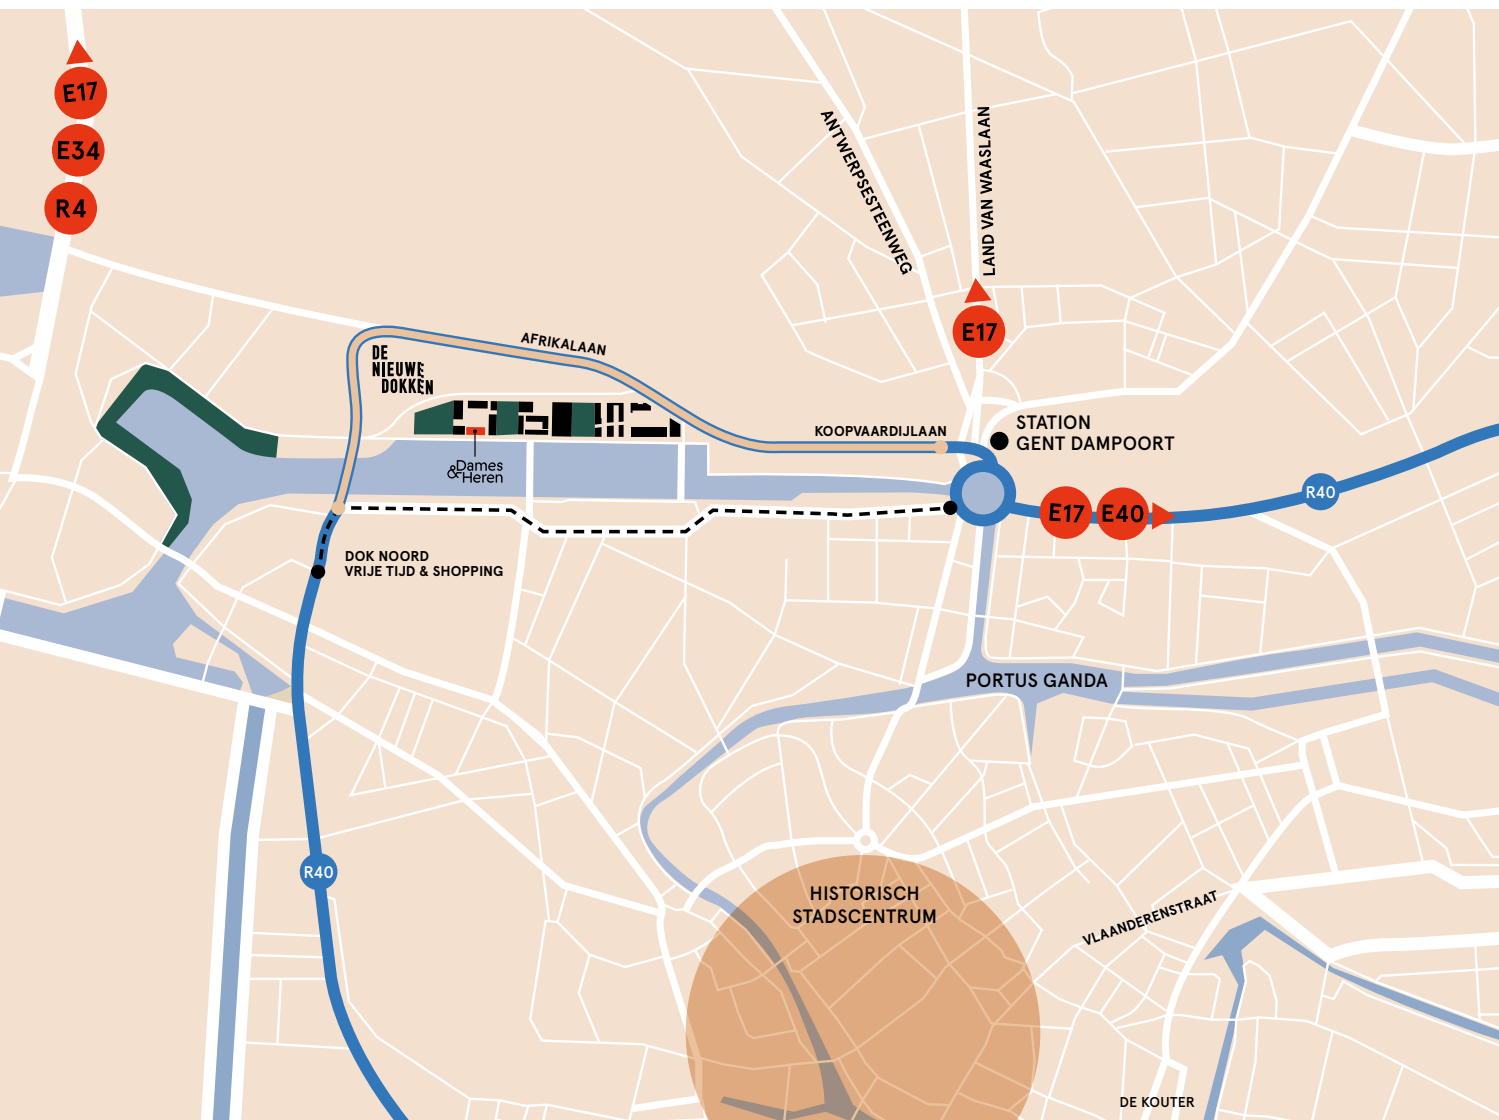 E17
E34
R4
ANTWERPSESTEENWEG
LAND VAN WAASLAAN
E17
AFRIKALAAN
DE
NIEUWE
DOKKEN
KOOPVAARDIJLAAN
STATION
GENT DAMPOORT
Dames
&Heren
R40
E17
E40
DOK NOORD
VRIJE TIJD & SHOPPING
PORTUS GANDA
R40
HISTORISCH
STADSCENTRUM
VLAANDERENSTRAAT
DE KOUTER